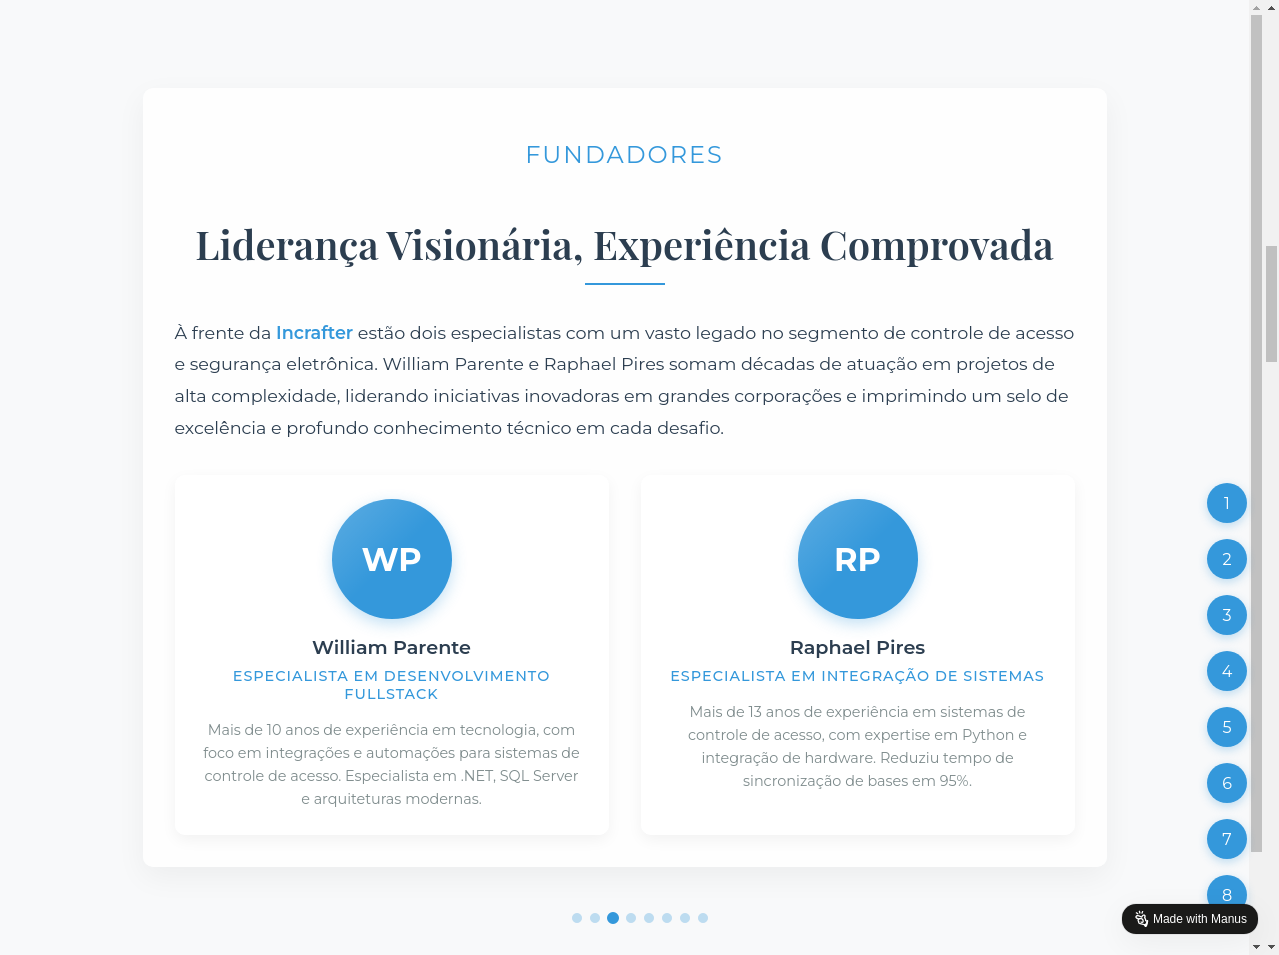 FUNDADORES
Liderança Visionária, Experiência Comprovada
À frente da Incrafter estão dois especialistas com um vasto legado no segmento de controle de acesso
e segurança eletrônica. William Parente e Raphael Pires somam décadas de atuação em projetos de
alta complexidade, liderando iniciativas inovadoras em grandes corporações e imprimindo um selo de
excelência e profundo conhecimento técnico em cada desafio.
WP
William Parente
ESPECIALISTA EM DESENVOLVIMENTO
FULLSTACK
Mais de 10 anos de experiência em tecnologia, com
foco em integrações e automações para sistemas de
controle de acesso. Especialista em .NET, SQL Server
e arquiteturas modernas.
RP
Raphael Pires
ESPECIALISTA EM INTEGRAÇÃO DE SISTEMAS
Mais de 13 anos de experiência em sistemas de
controle de acesso, com expertise em Python e
integração de hardware. Reduziu tempo de
sincronização de bases em 95%.
1
2
3
4
5
6
7
8
Made with Manus